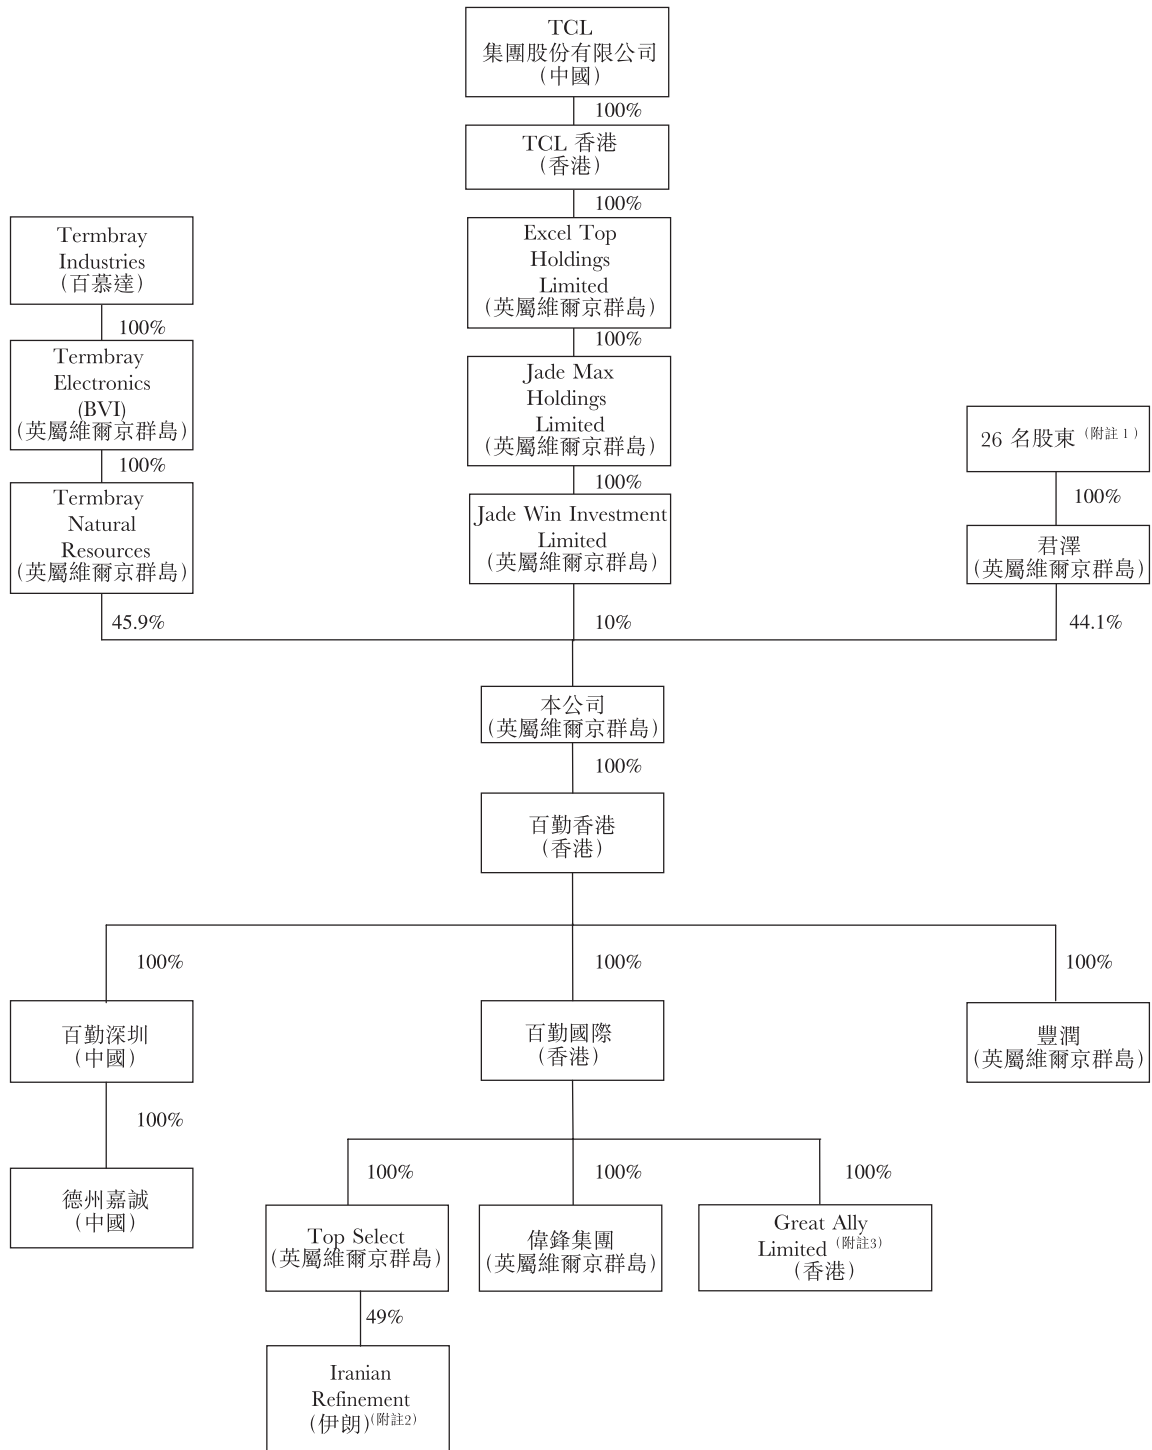 TCL
集團股份有限公司
(中國)
100%
TCL 香港
(香港)
100%
Excel Top
Holdings
Limited
(英屬維爾京群島)
100%
Jade Max
Holdings
Limited
(英屬維爾京群島)
100%
Jade Win Investment
Limited
(英屬維爾京群島)
10%
Termbray
Industries
(百慕達)
100%
Termbray
Electronics
(BVI)
(英屬維爾京群島)
100%
Termbray
Natural
Resources
(英屬維爾京群島)
45.9%
26 名股東 (附註 1)
100%
君澤
(英屬維爾京群島)
44.1%
本公司
(英屬維爾京群島)
100%
百勤香港
(香港)
100%
100%
100%
百勤深圳
(中國)
百勤國際
(香港)
豐潤
(英屬維爾京群島)
100%
德州嘉誠
(中國)
100%
100%
100%
Top Select
(英屬維爾京群島)
偉鋒集團
(英屬維爾京群島)
Great Ally
Limited (附註3)
(香港)
49%
Iranian
Refinement
(伊朗)(附註2)